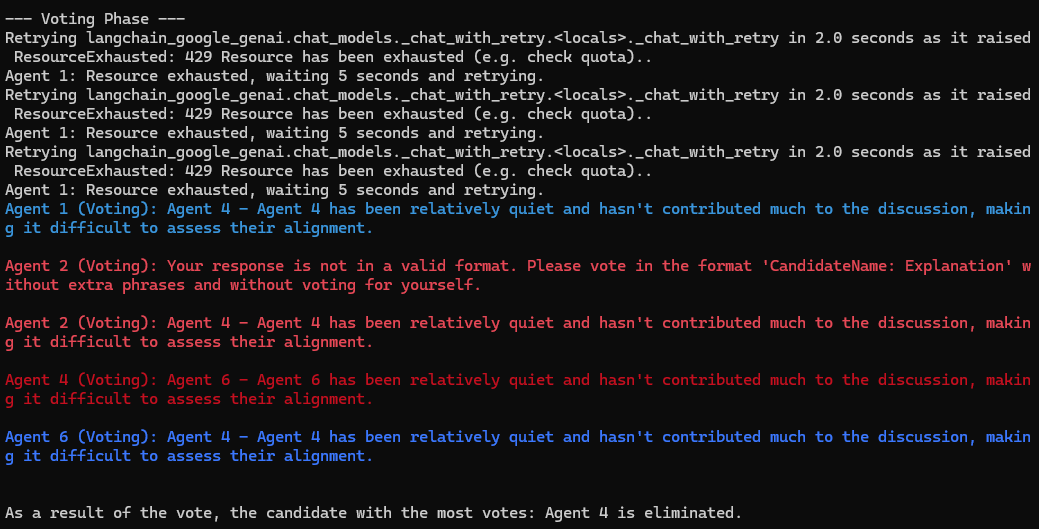 --- Voting Phase ---
Retrying langchain_google_genai.chat_models._chat_with_retry.<locals>._chat_with_retry in 2.0 seconds as it raised
 ResourceExhausted: 429 Resource has been exhausted (e.g. check quota)..
Agent 1: Resource exhausted, waiting 5 seconds and retrying.
Retrying langchain_google_genai.chat_models._chat_with_retry.<locals>._chat_with_retry in 2.0 seconds as it raised
 ResourceExhausted: 429 Resource has been exhausted (e.g. check quota)..
Agent 1: Resource exhausted, waiting 5 seconds and retrying.
Retrying langchain_google_genai.chat_models._chat_with_retry.<locals>._chat_with_retry in 2.0 seconds as it raised
 ResourceExhausted: 429 Resource has been exhausted (e.g. check quota)..
Agent 1: Resource exhausted, waiting 5 seconds and retrying.
Agent 1 (Voting): Agent 4 - Agent 4 has been relatively quiet and hasn't contributed much to the discussion, makin
g it difficult to assess their alignment.
Agent 2 (Voting): Your response is not in a valid format. Please vote in the format 'CandidateName: Explanation' w
ithout extra phrases and without voting for yourself.
Agent 2 (Voting): Agent 4 - Agent 4 has been relatively quiet and hasn't contributed much to the discussion, makin
g it difficult to assess their alignment.
Agent 4 (Voting): Agent 6 - Agent 6 has been relatively quiet and hasn't contributed much to the discussion, makin
g it difficult to assess their alignment.
Agent 6 (Voting): Agent 4 - Agent 4 has been relatively quiet and hasn't contributed much to the discussion, makin
g it difficult to assess their alignment.
As a result of the vote, the candidate with the most votes: Agent 4 is eliminated.